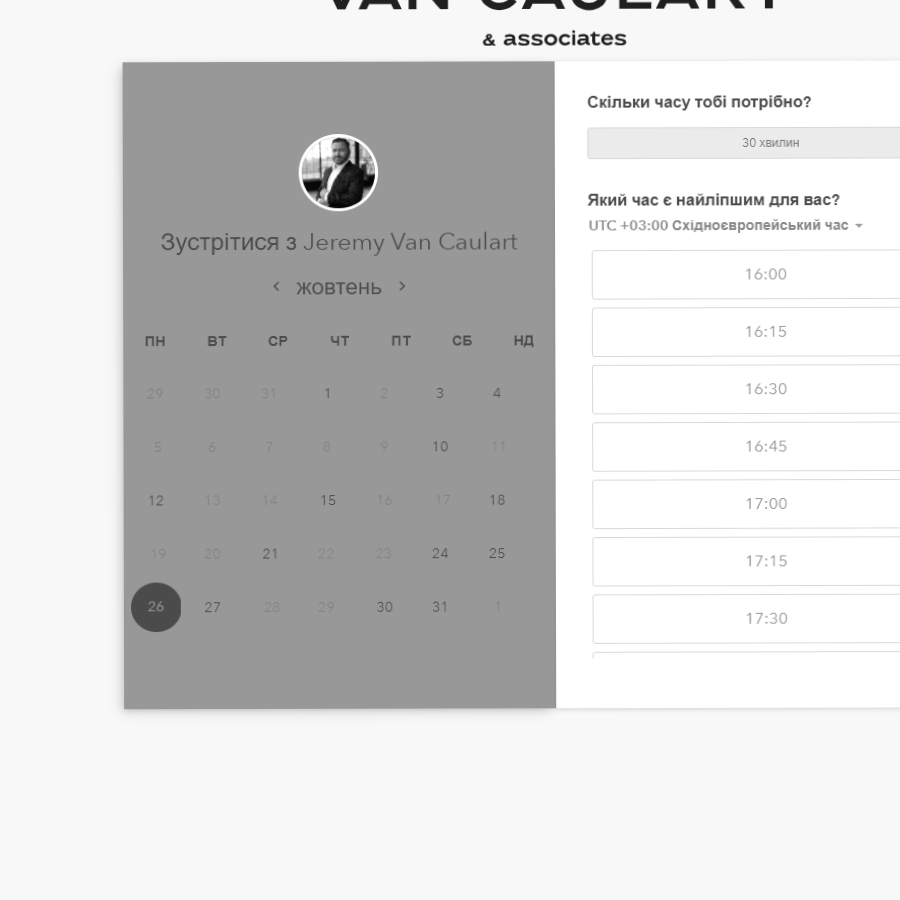 VAN CAULART
& associates
Зустрітися з Jeremy Van Caulart
жовтень
ПН ВТ СР ЧТ ПТ СБ НД
29 30 31 1 2 3 4
5 6 7 8 9 10 11
12 13 14 15 16 17 18
19 20 21 22 23 24 25
26 27 28 29 30 31 1
Скільки часу тобі потрібно?
30 хвилин
Який час є найліпшим для вас?
UTC +03:00 Східноєвропейський час
16:00
16:15
16:30
16:45
17:00
17:15
17:30